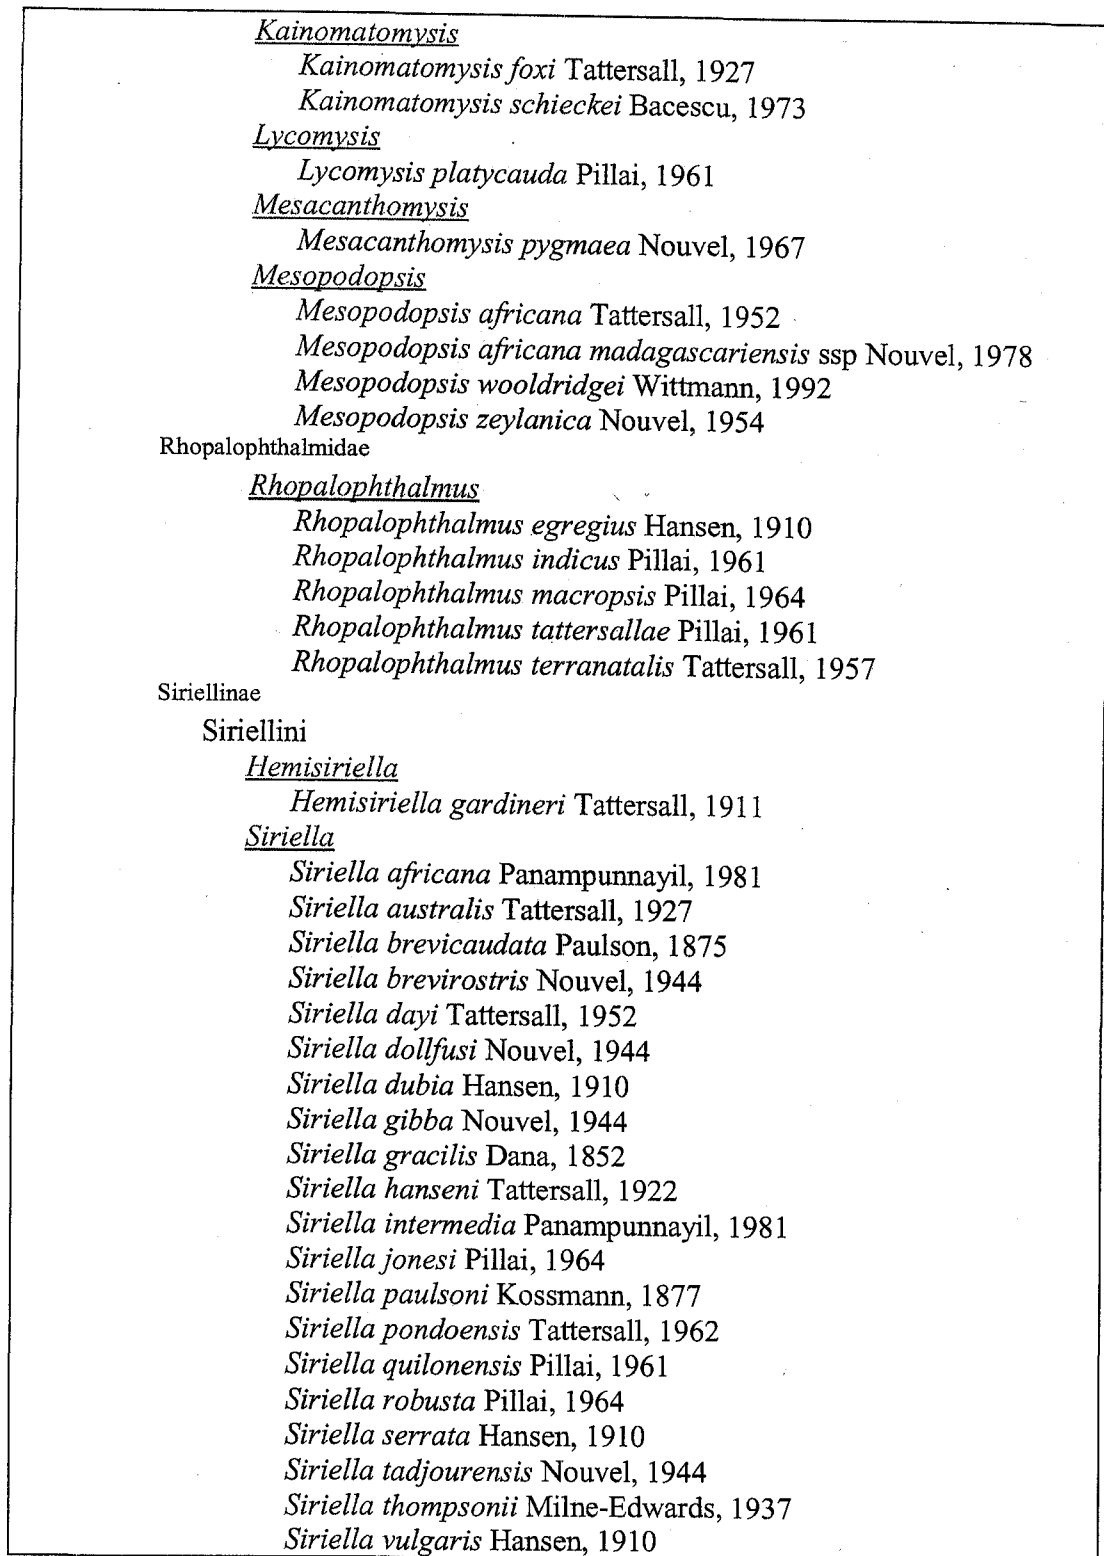 Kainomatomysis
Kainomatomysis foxi Tattersall, 1927
Kainomatomysis schieckei Bacescu, 1973
Lycomysis
Lycomysis platycauda Pillai, 1961
Mesacanthomysis
Mesacanthomysis pygmaea Nouvel, 1967
Mesopodopsis
Mesopodopsis africana Tattersall, 1952
Mesopodopsis africana madagascariensis ssp Nouvel, 1978
Mesopodopsis wooldridgei Wittmann, 1992
Mesopodopsis zeylanica Nouvel, 1954
Rhopalophthalmidae
Rhopalophthalmus
Rhopalophthalmus egregius Hansen, 1910
Rhopalophthalmus indicus Pillai, 1961
Rhopalophthalmus macropsis Pillai, 1964
Rhopalophthalmus tattersallae Pillai, 1961
Rhopalophthalmus terranatalis Tattersall, 1957
Siriellinae
Siriellini
Hemisiriella
Hemisiriella gardineri Tattersall, 1911
Siriella
Siriella africana Panampunnayil, 1981
Siriella australis Tattersall, 1927
Siriella brevicaudata Paulson, 1875
Siriella brevirostris Nouvel, 1944
Siriella dayi Tattersall, 1952
Siriella dollfusi Nouvel, 1944
Siriella dubia Hansen, 1910
Siriella gibba Nouvel, 1944
Siriella gracilis Dana, 1852
Siriella hanseni Tattersall, 1922
Siriella intermedia Panampunnayil, 1981
Siriella jonesi Pillai, 1964
Siriella paulsoni Kossmann, 1877
Siriella pondoensis Tattersall, 1962
Siriella quilonensis Pillai, 1961
Siriella robusta Pillai, 1964
Siriella serrata Hansen, 1910
Siriella tadjourensis Nouvel, 1944
Siriella thompsonii Milne-Edwards, 1937
Siriella vulgaris Hansen, 1910